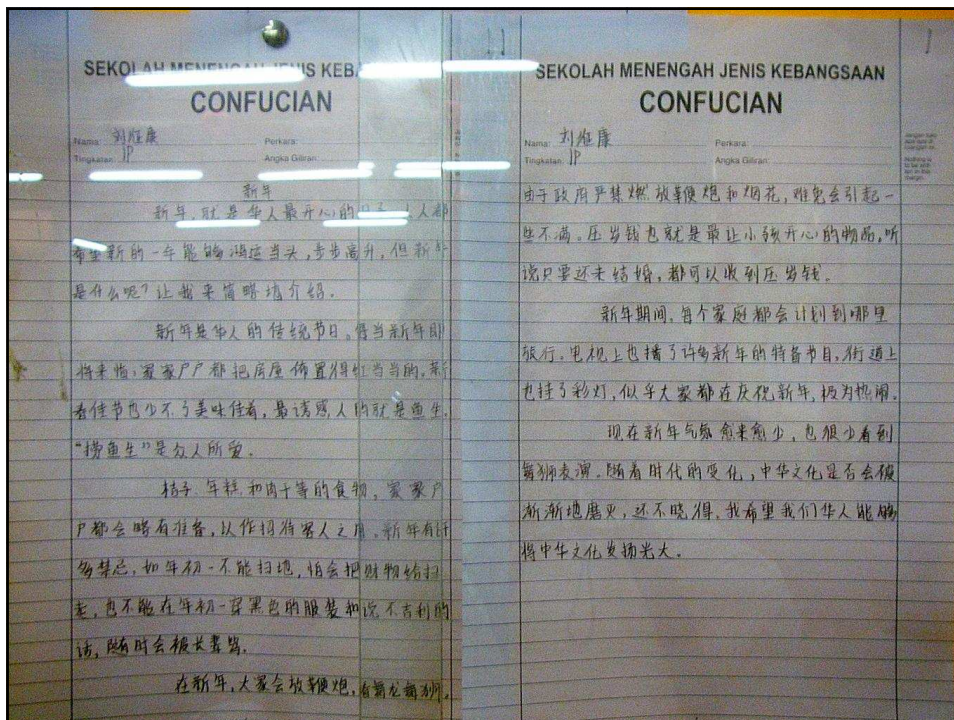 SEKOLAH MENENGAH JENIS KEB
CONFUCIAN
Nama: 刘维康 Perkara:
Tingkatan: 1P Angka Giliran:
新年
新年,就是华人最开心的日子,人人都
希望新的一年能够鸿运当头,步步高升,但新年
是什么呢?让我来简略地介绍。
新年是华人的传统节日。每当新年即
将来临,家家户户都把房屋布置得红当当的,新
春佳节也少不了美味佳肴,最诱惑人的就是鱼生,
“捞鱼生”是众人所爱。
桔子、年糕和肉干等的食物,家家户
户都会略有准备,以作招待客人之用。新年有许
多禁忌,如年初一不能扫地,怕会把财物给扫
走,也不能在年初一穿黑色的服装和说不吉利的
话,随时会被长辈骂。
在新年,大家会放鞭炮,有舞龙舞狮,
SEKOLAH MENENGAH JENIS KEBANGSAAN
CONFUCIAN
Nama: 刘维康 Perkara:
Tingkatan: 1P Angka Giliran:
由于政府严禁燃放鞭炮和烟花,难免会引起一
些不满。压岁钱也就是最让小孩开心的物品,听
说只要还未结婚,都可以收到压岁钱。
新年期间,每个家庭都会计划到哪里
旅行。电视上也播了许多新年的特备节目,街道上
也挂了彩灯,似乎大家都在庆祝新年,极为热闹。
现在新年气氛愈来愈少,也很少看到
舞狮表演。随着时代的变化,中华文化是否会被
渐渐地磨灭,还不晓得。我希望我们华人能够
将中华文化发扬光大。